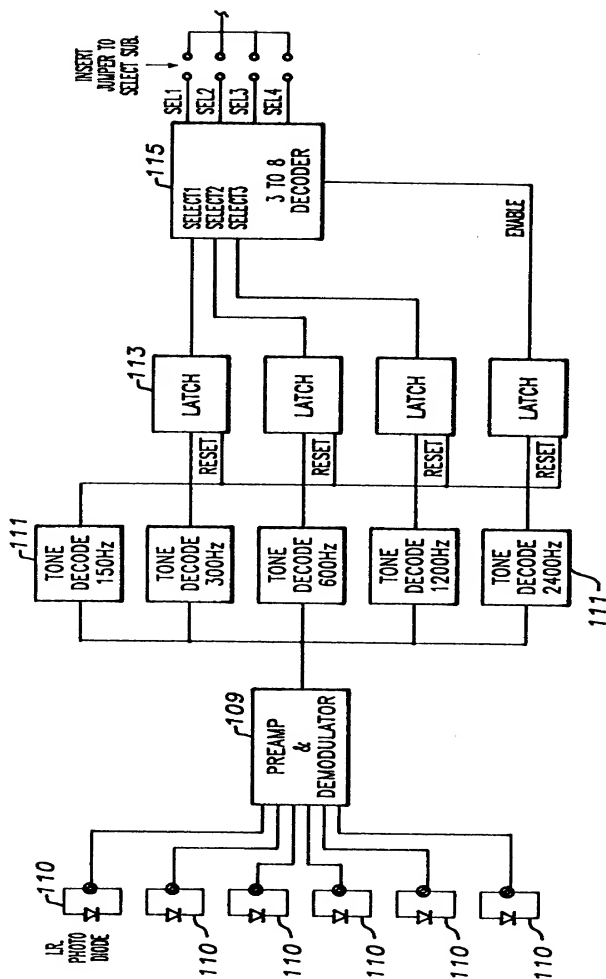 I.R.
PHOTO
DIODE
110
110
110
110
110
110
109
PREAMP
&
DEMODULATOR
111
TONE
DECODE
150Hz
TONE
DECODE
300Hz
TONE
DECODE
600Hz
TONE
DECODE
1200Hz
TONE
DECODE
2400Hz
111
RESET
RESET
RESET
RESET
113
LATCH
LATCH
LATCH
LATCH
ENABLE
115
SELECT1
SELECT2
SELECT3
3 TO 8
DECODER
SEL1
SEL2
SEL3
SEL4
INSERT
JUMPER TO
SELECT SUB.